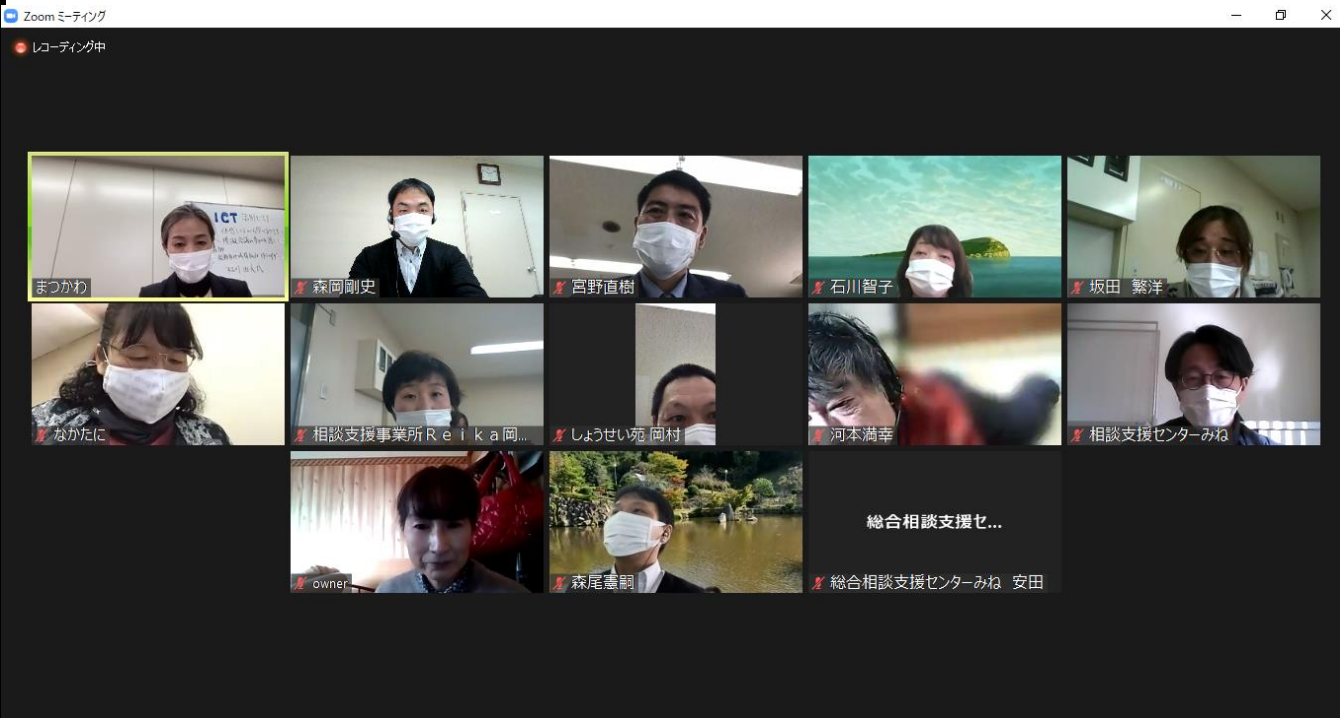 Zoom ミーティング
レコーディング中
ICT
まつかわ
森岡剛史
宮野直樹
石川智子
坂田 繁洋
なかたに
相談支援事業所Ｒｅｉｋａ岡...
しょうせい苑 岡村
河本満幸
相談支援センターみね
owner
森尾憲嗣
総合相談支援セ...
総合相談支援センターみね 安田